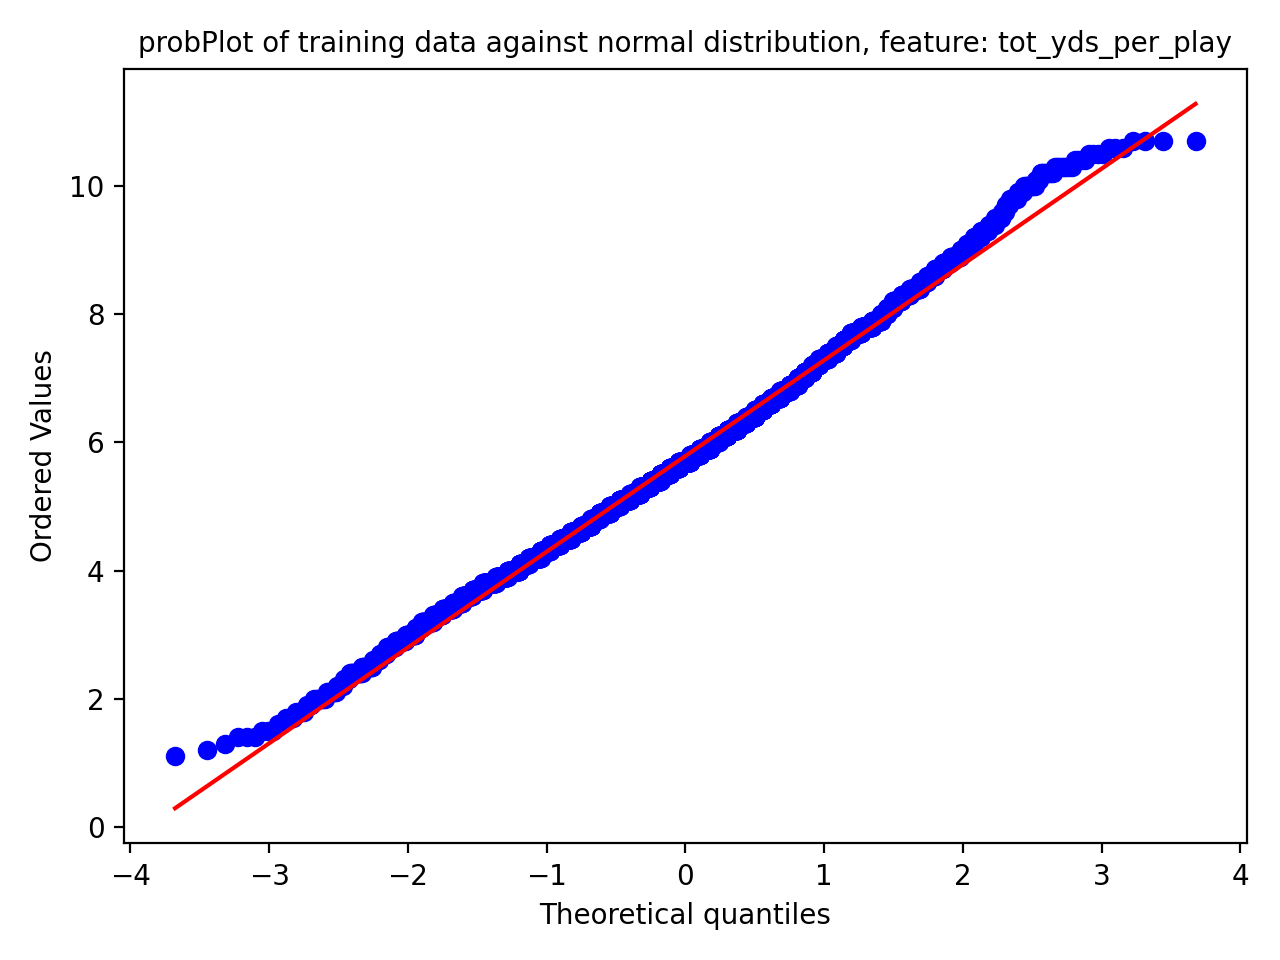 probPlot of training data against normal distribution, feature: tot_yds_per_play
10
8
6
4
2
0
Ordered Values
−4 −3 −2 −1 0 1 2 3 4
Theoretical quantiles